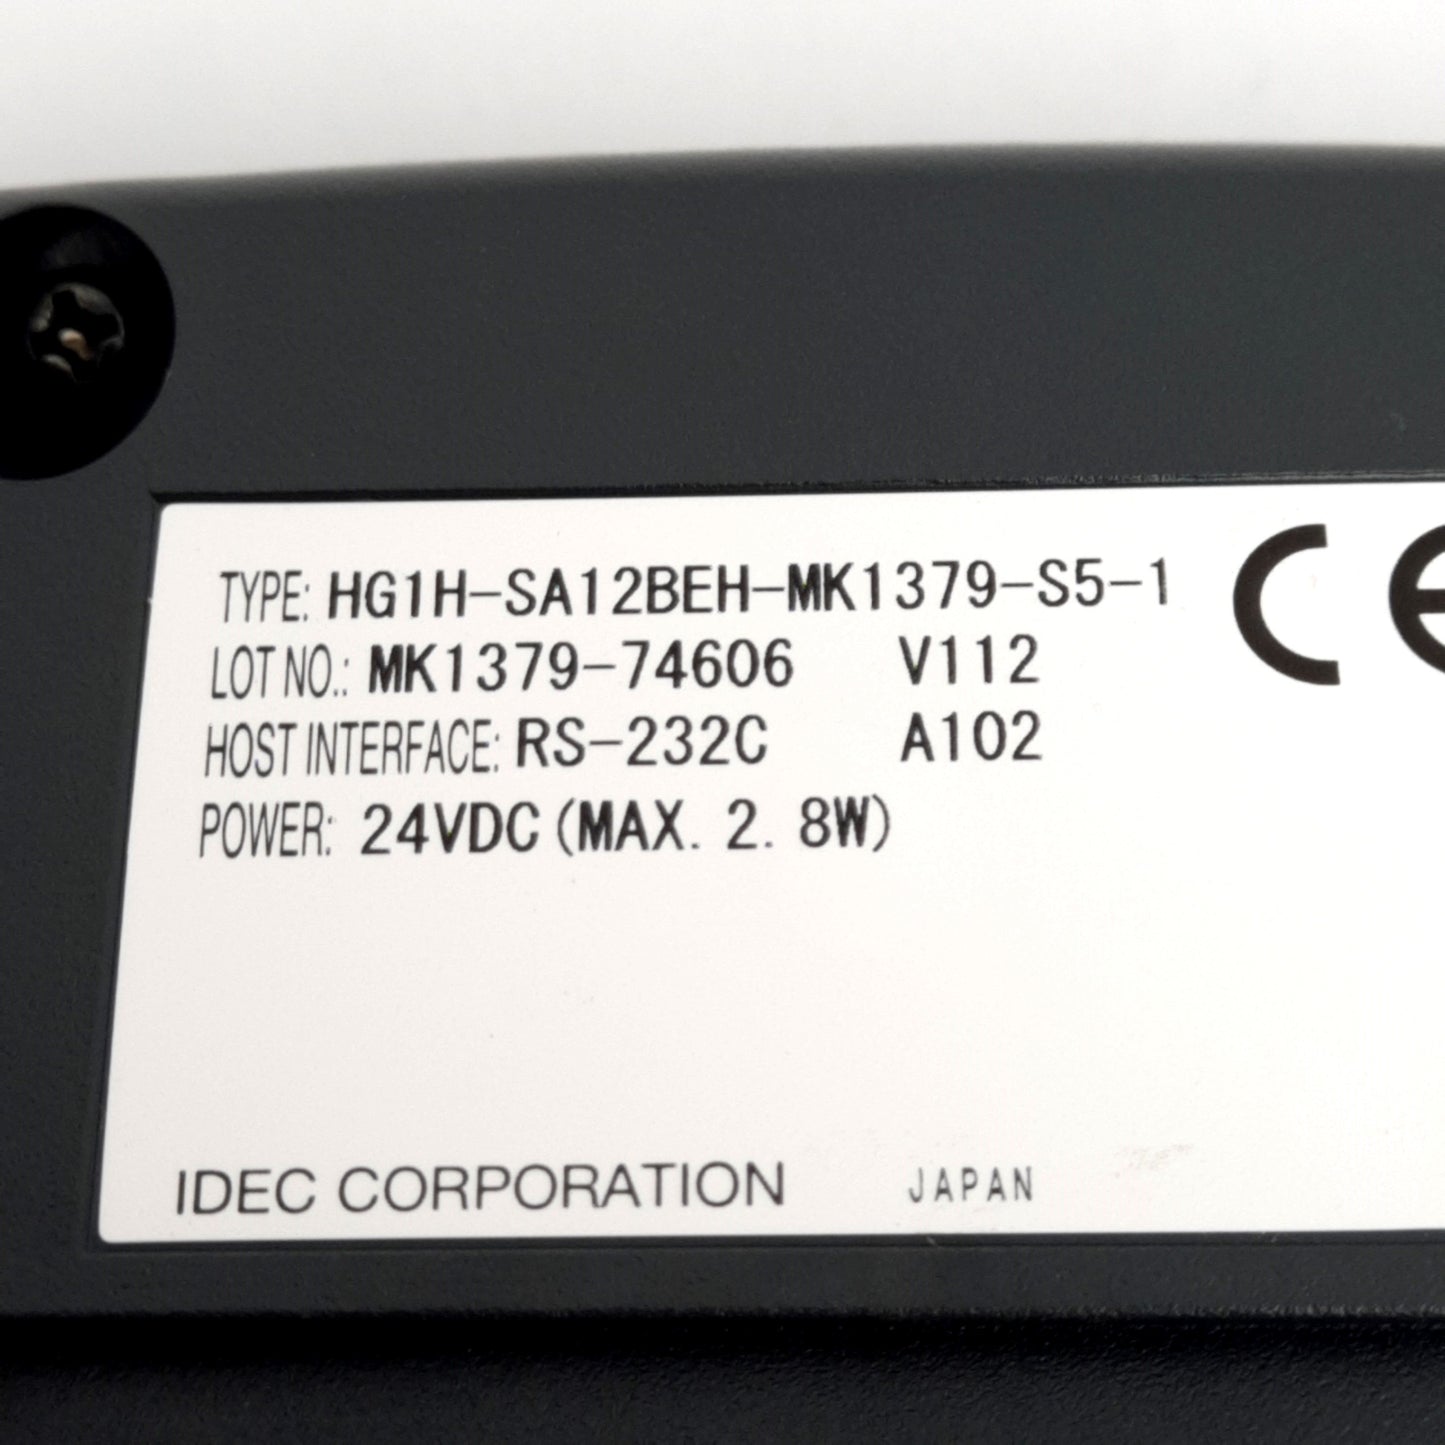 TYPE: HG1H-SA12BEH-MK1379-S5-1
LOT NO.: MK1379-74606 V112
HOST INTERFACE: RS-232C A102
POWER: 24VDC (MAX. 2. 8W)
CE
IDEC CORPORATION JAPAN